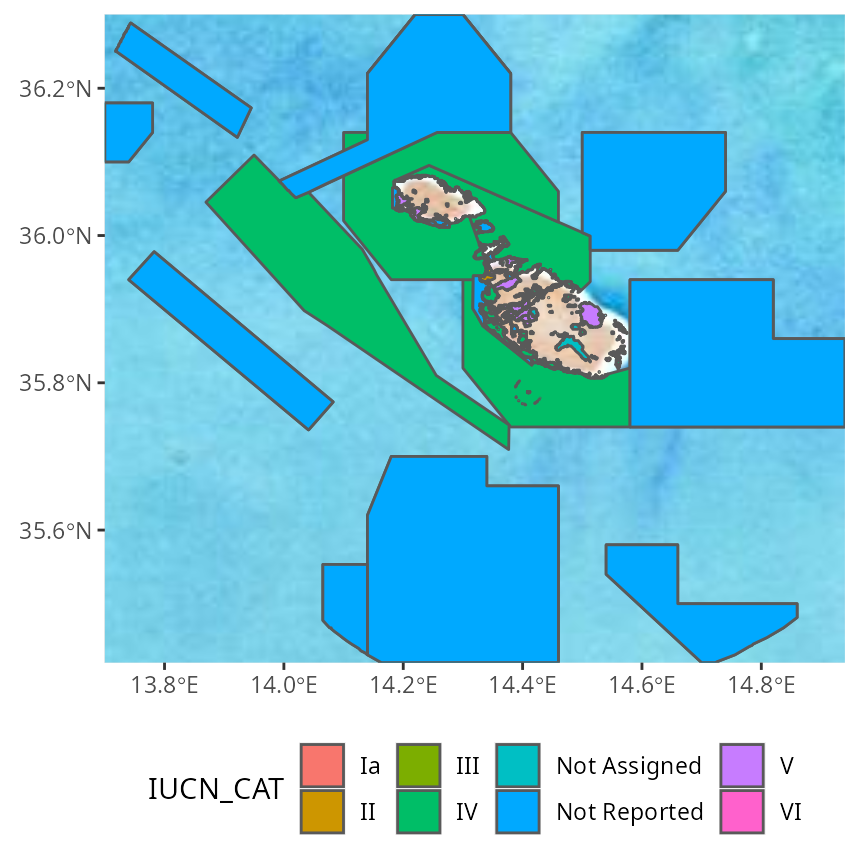 36.2°N
36.0°N
35.8°N
35.6°N
13.8°E 14.0°E 14.2°E 14.4°E 14.6°E 14.8°E
IUCN_CAT
Ia III Not Assigned V
II IV Not Reported VI